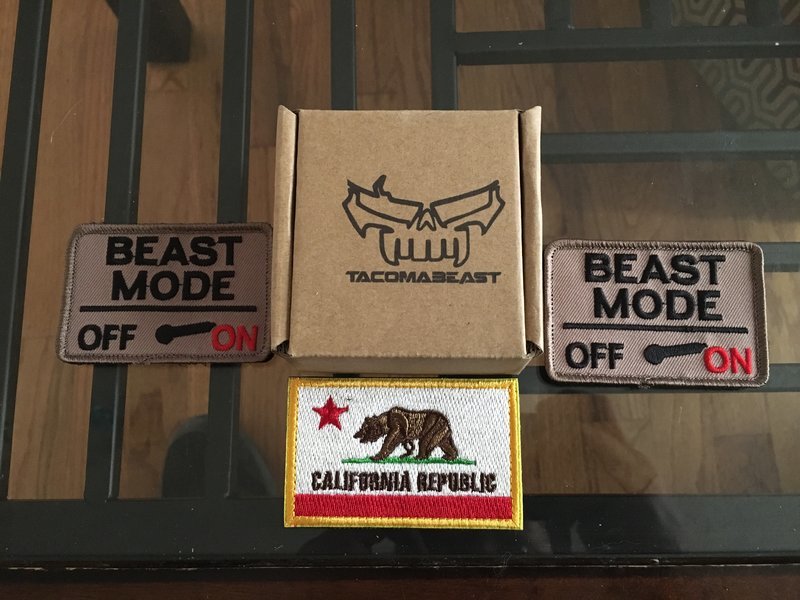 BEAST
MODE
OFF ON
TACOMABEAST
BEAST
MODE
OFF ON
CALIFORNIA REPUBLIC